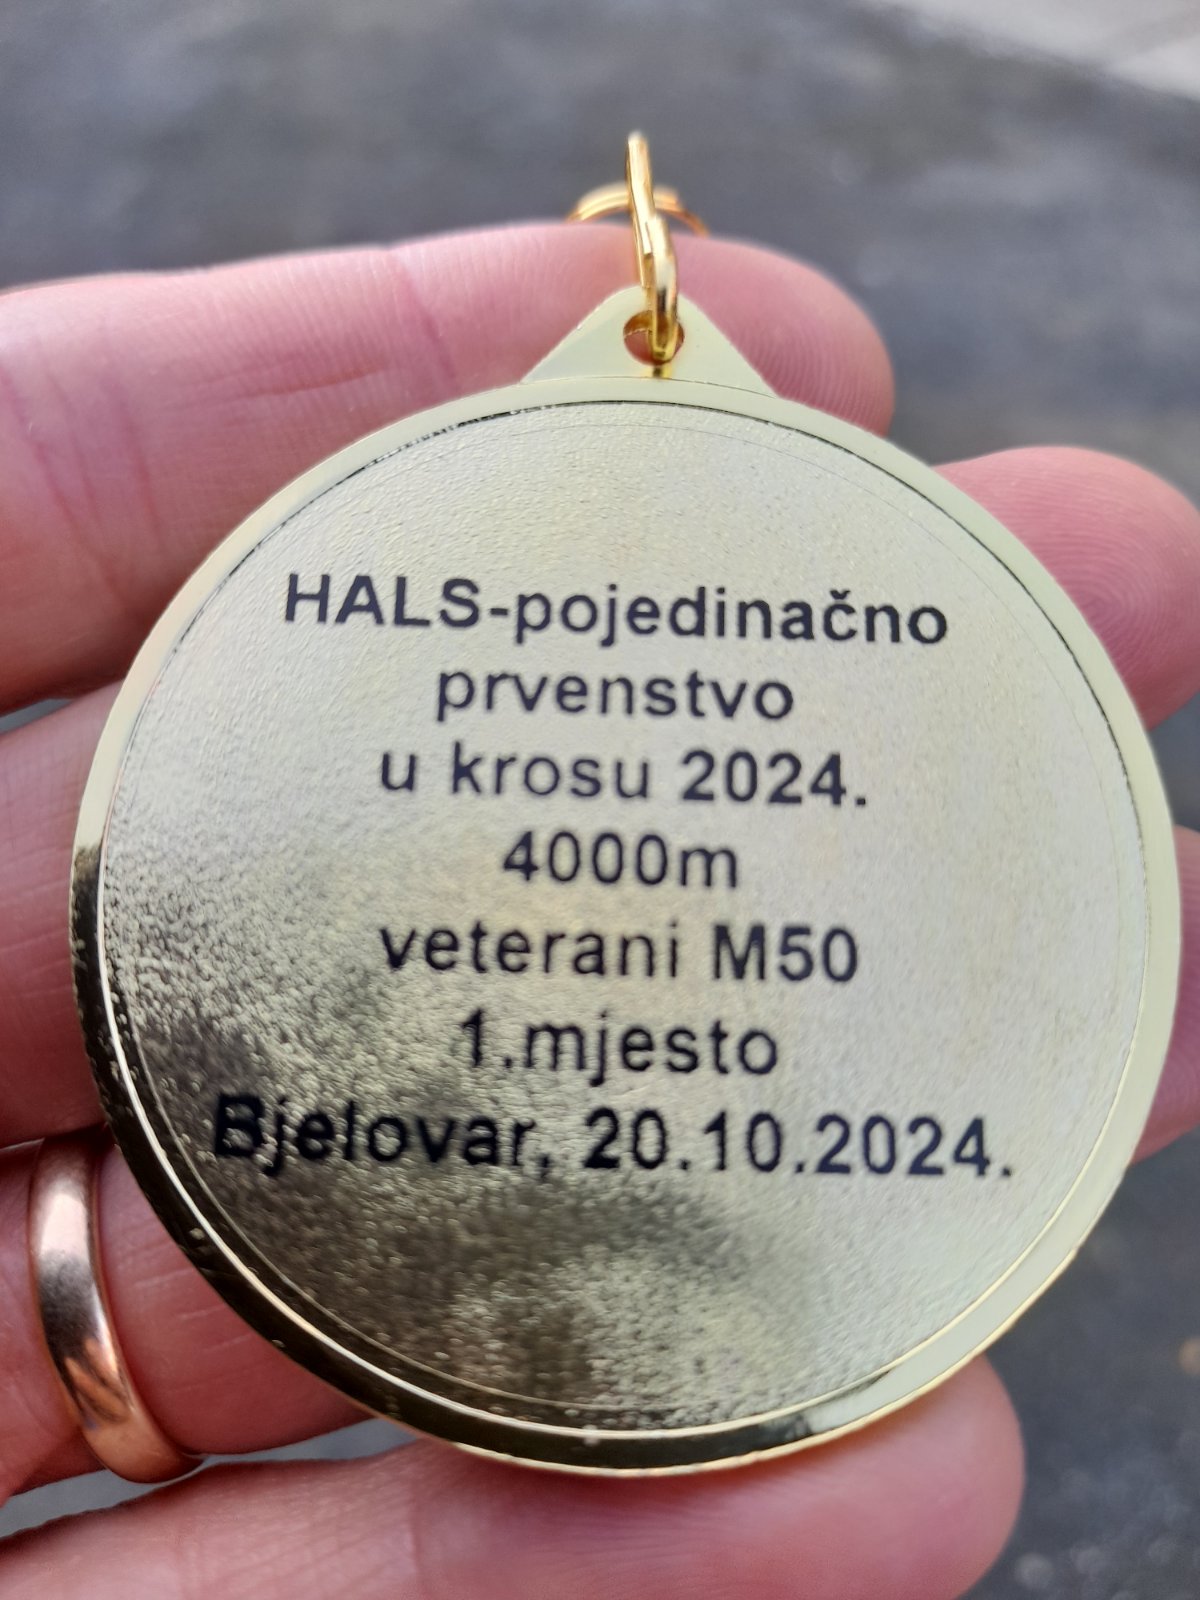 HALS-pojedinačno
prvenstvo
u krosu 2024.
4000m
veterani M50
1.mjesto
Bjelovar, 20.10.2024.